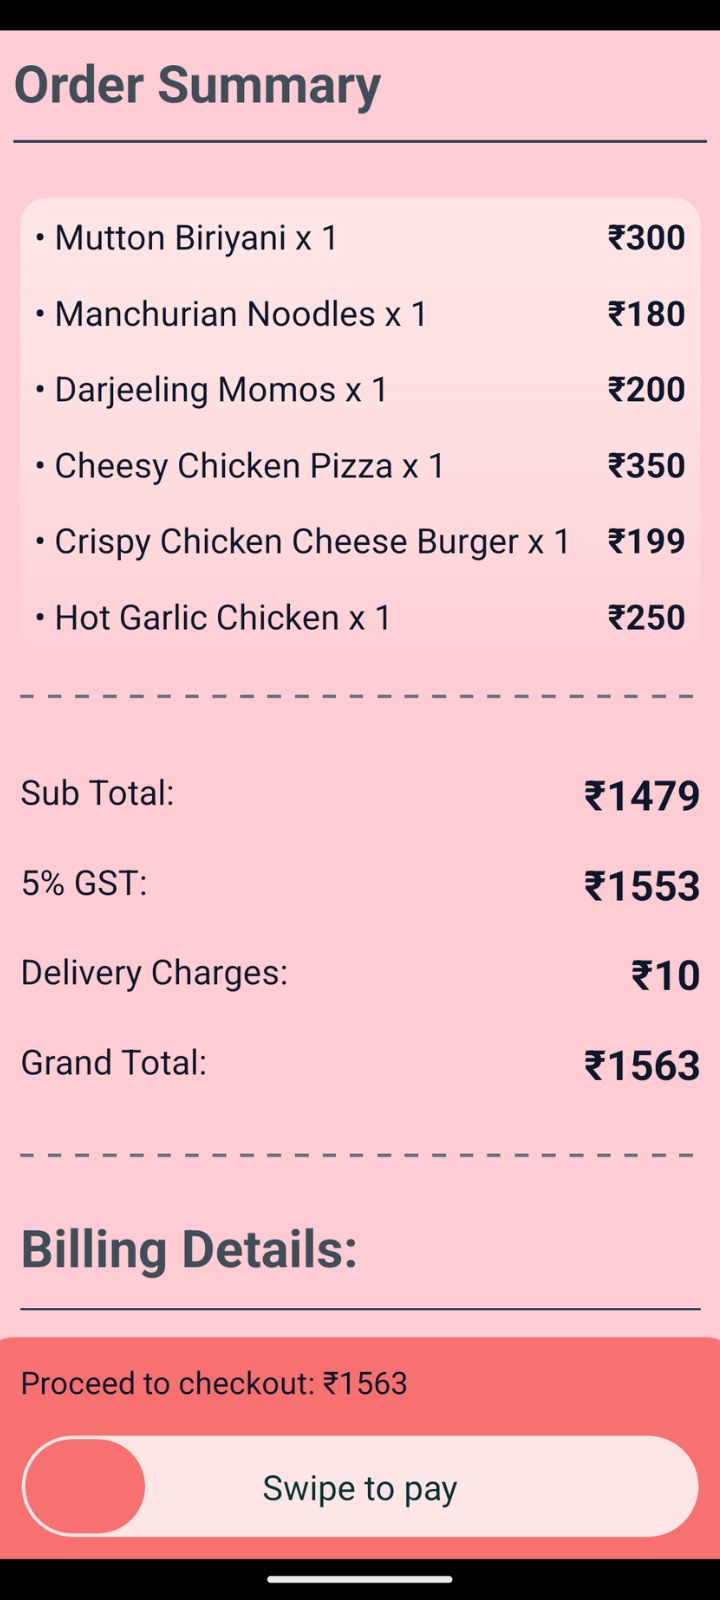 Order Summary
• Mutton Biriyani x 1 ₹300
• Manchurian Noodles x 1 ₹180
• Darjeeling Momos x 1 ₹200
• Cheesy Chicken Pizza x 1 ₹350
• Crispy Chicken Cheese Burger x 1 ₹199
• Hot Garlic Chicken x 1 ₹250
Sub Total: ₹1479
5% GST: ₹1553
Delivery Charges: ₹10
Grand Total: ₹1563
Billing Details:
Proceed to checkout: ₹1563
Swipe to pay